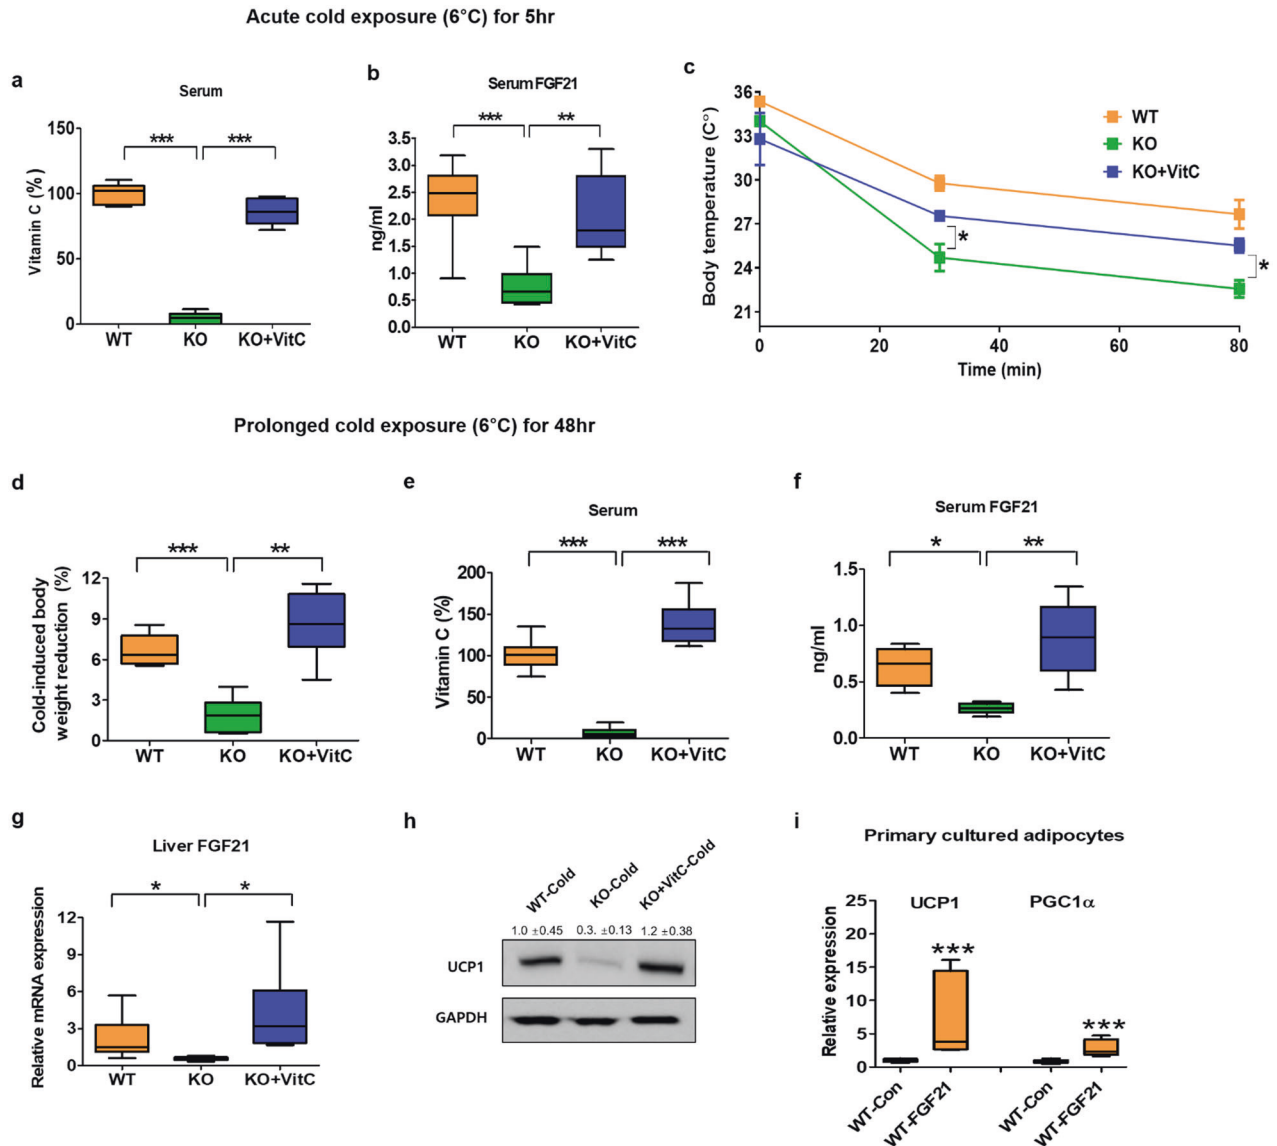 Acute cold exposure (6°C) for 5hr
a
Serum
Vitamin C (%)
150
100
50
0
***
***
WT
KO
KO+VitC
b
Serum FGF21
ng/ml
3.5
3.0
2.5
2.0
1.5
1.0
0.5
0.0
***
**
WT
KO
KO+VitC
c
Body temperature (C°)
36
33
30
27
24
21
WT
KO
KO+VitC
*
*
0
20
40
60
80
Time (min)
Prolonged cold exposure (6°C) for 48hr
d
Cold-induced body
weight reduction (%)
12
9
6
3
0
***
**
WT
KO
KO+VitC
e
Serum
Vitamin C (%)
200
150
100
50
0
***
***
WT
KO
KO+VitC
f
Serum FGF21
ng/ml
1.5
1.0
0.5
0.0
*
**
WT
KO
KO+VitC
g
Liver FGF21
Relative mRNA expression
12
9
6
3
0
*
*
WT
KO
KO+VitC
h
WT-Cold
KO-Cold
KO+VitC-Cold
1.0 ±0.45
0.3. ±0.13
1.2 ±0.38
UCP1
GAPDH
i
Primary cultured adipocytes
Relative expression
25
20
15
10
5
0
UCP1
PGC1α
***
***
WT-Con
WT-FGF21
WT-Con
WT-FGF21